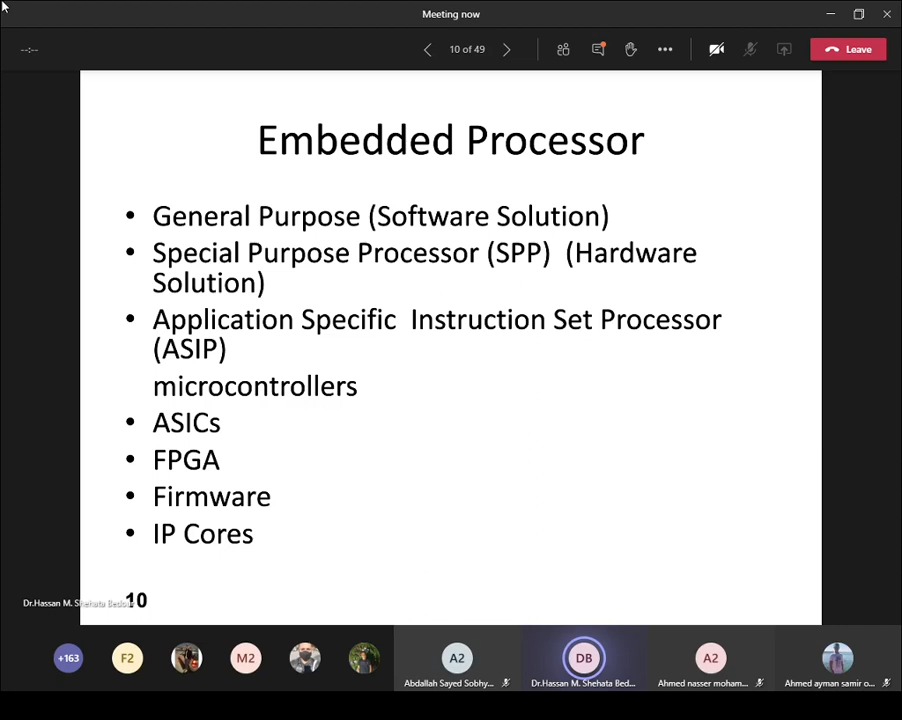 Meeting now
--:--
10 of 49
Leave
Embedded Processor
• General Purpose (Software Solution)
• Special Purpose Processor (SPP) (Hardware
Solution)
• Application Specific Instruction Set Processor
(ASIP)
microcontrollers
• ASICs
• FPGA
• Firmware
• IP Cores
Dr.Hassan M. Shehata Bedour
10
+163
F2
M2
A2
DB
A2
Abdallah Sayed Sobhy...
Dr.Hassan M. Shehata Bed...
Ahmed nasser moham...
Ahmed ayman samir o...